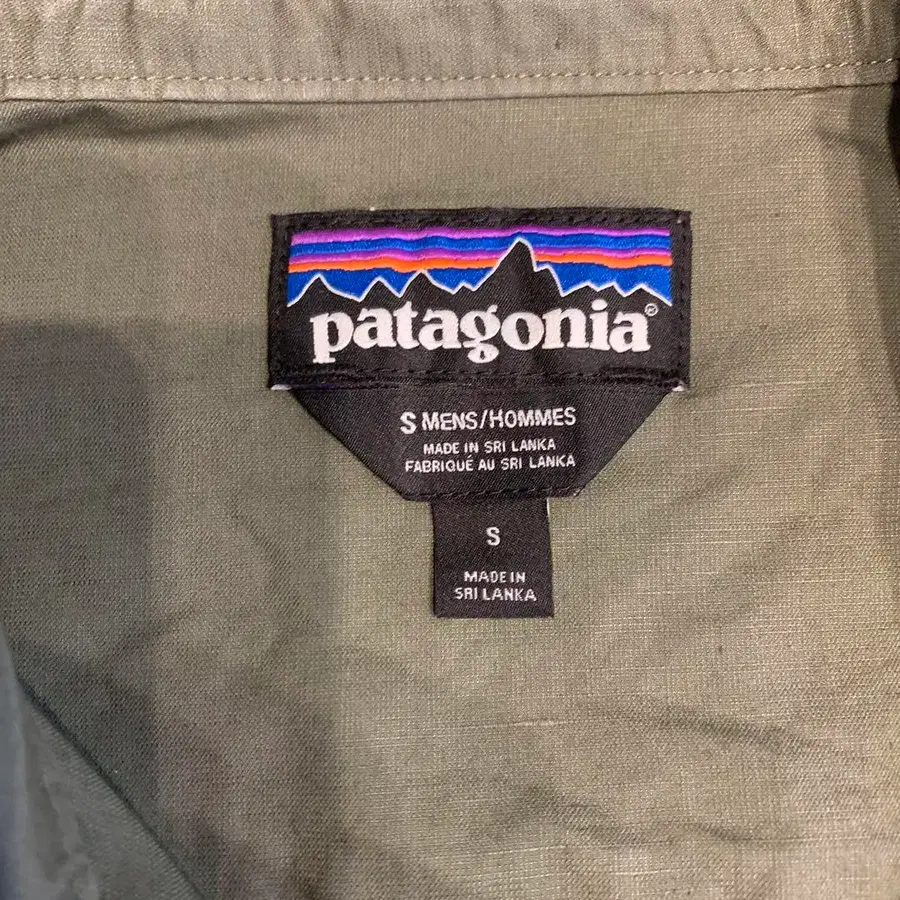 patagonia®
S MENS/HOMMES
MADE IN SRI LANKA
FABRIQUÉ AU SRI LANKA
S
MADE IN
SRI LANKA